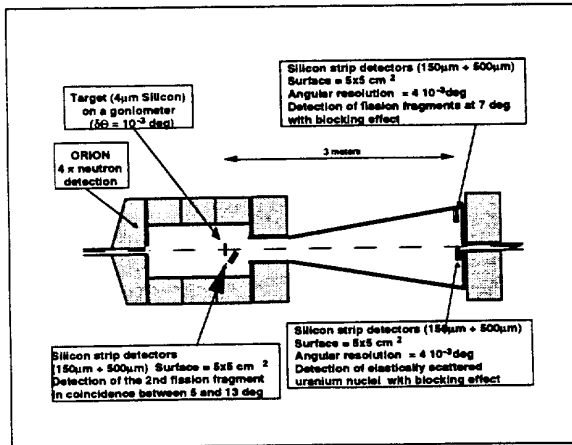 Silicon strip detectors (150µm + 500µm)
Surface = 5x5 cm 2
Angular resolution = 4 10-3 deg
Detection of fission fragments at 7 deg
with blocking effect
Target (4µm Silicon)
on a goniometer
(δΘ = 10-3 deg)
ORION
4 π neutron
detection
3 meters
Silicon strip detectors
(150µm + 500µm) Surface = 5x5 cm 2
Detection of the 2nd fission fragment
in coincidence between 5 and 13 deg
Silicon strip detectors (150µm + 500µm)
Surface = 5x5 cm 2
Angular resolution = 4 10-3 deg
Detection of elastically scattered
uranium nuclei with blocking effect